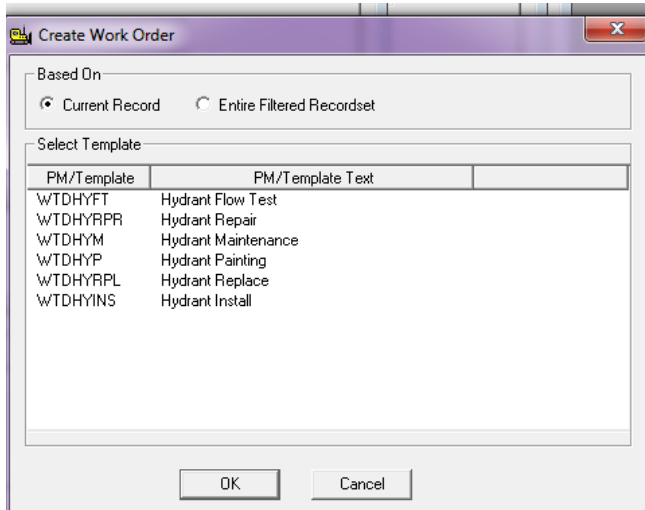 Create Work Order
Based On
Current Record Entire Filtered Recordset
Select Template
PM/Template PM/Template Text
WTDHYFT Hydrant Flow Test
WTDHYRPR Hydrant Repair
WTDHYM Hydrant Maintenance
WTDHYP Hydrant Painting
WTDHYRPL Hydrant Replace
WTDHYINS Hydrant Install
OK Cancel